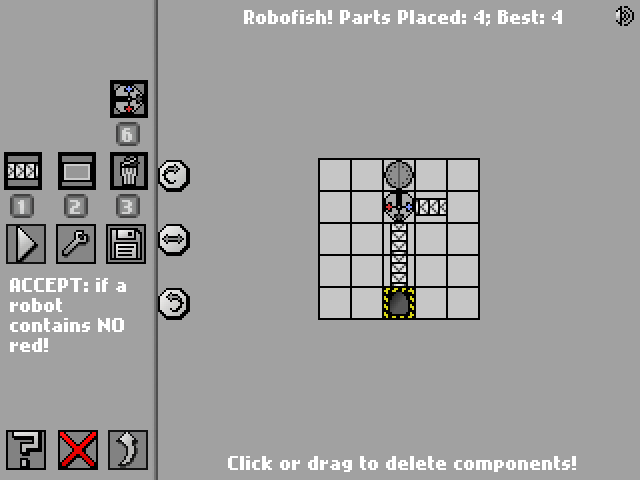 Robofish! Parts Placed: 4; Best: 4
6
1 2 3
ACCEPT: if a
robot
contains NO
red!
Click or drag to delete components!